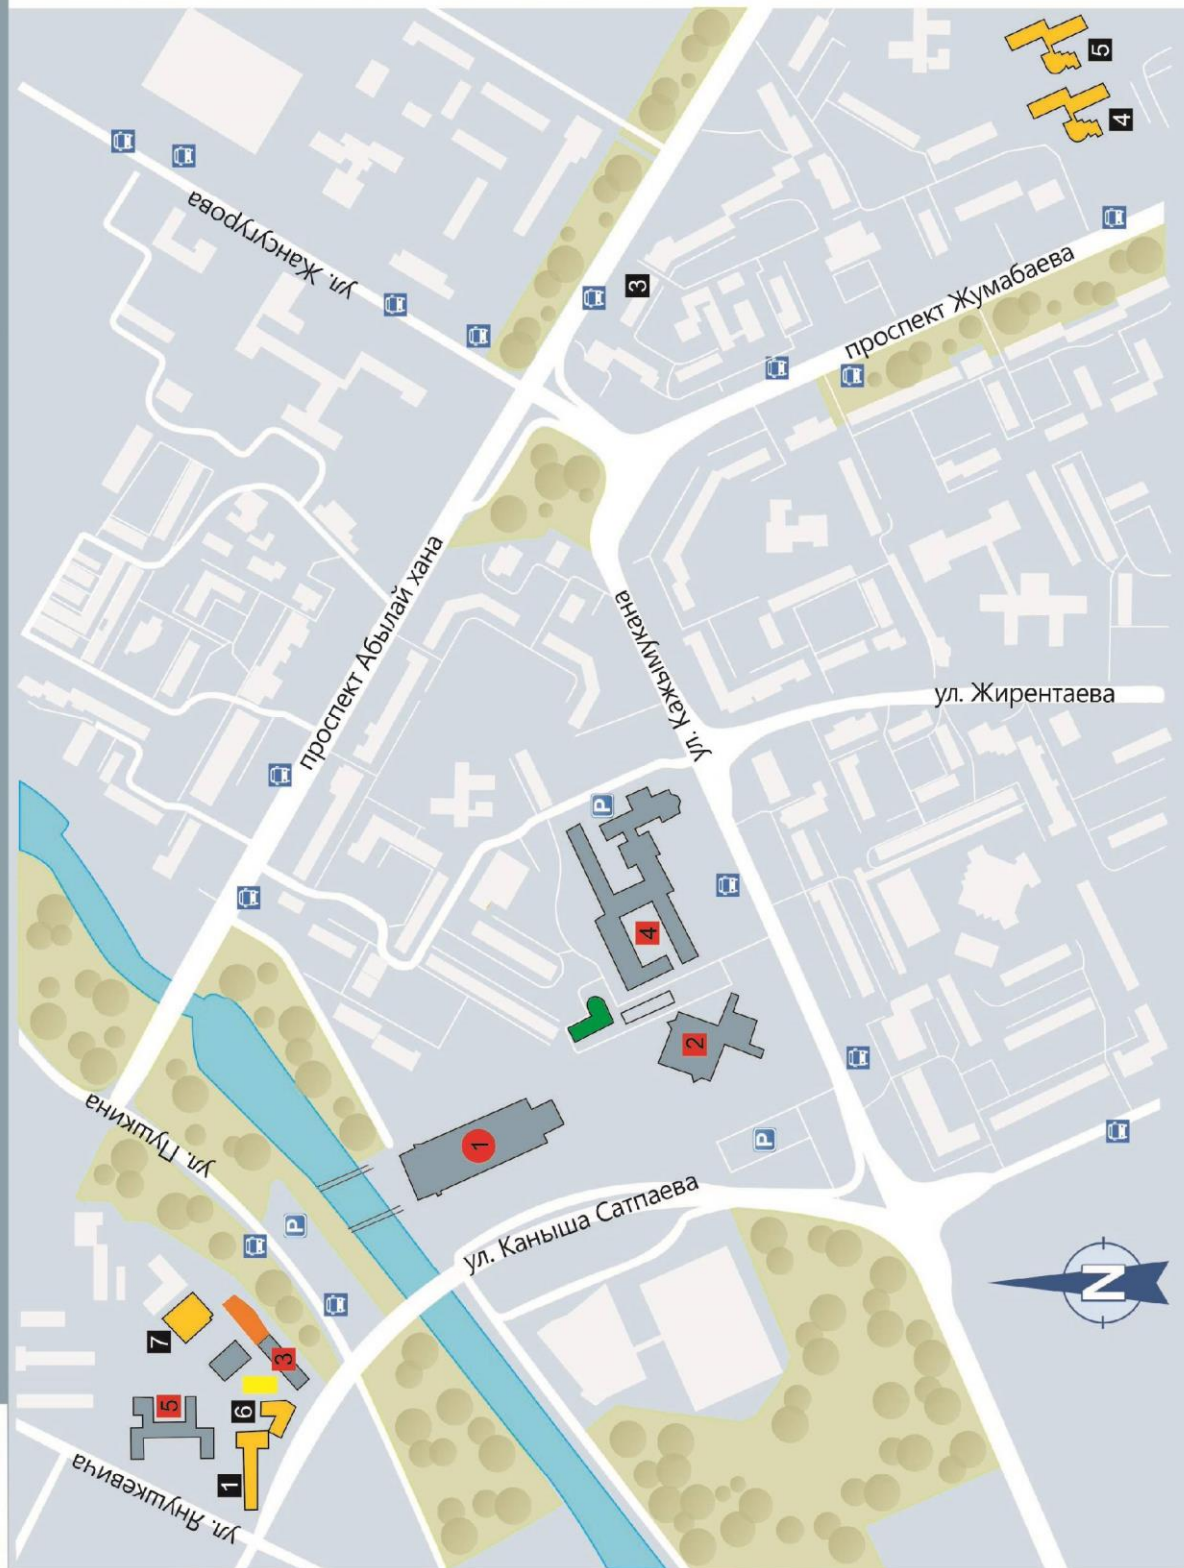 5
4
ул. Жансугурова
3
проспект Жумабаева
проспект Абылай хана
ул. Кажымукана
ул. Жирентаева
P
4
2
ул. Пушкина
1
P
P
ул. Каныша Сатпаева
N
7
3
5
6
1
ул. Янушкевича